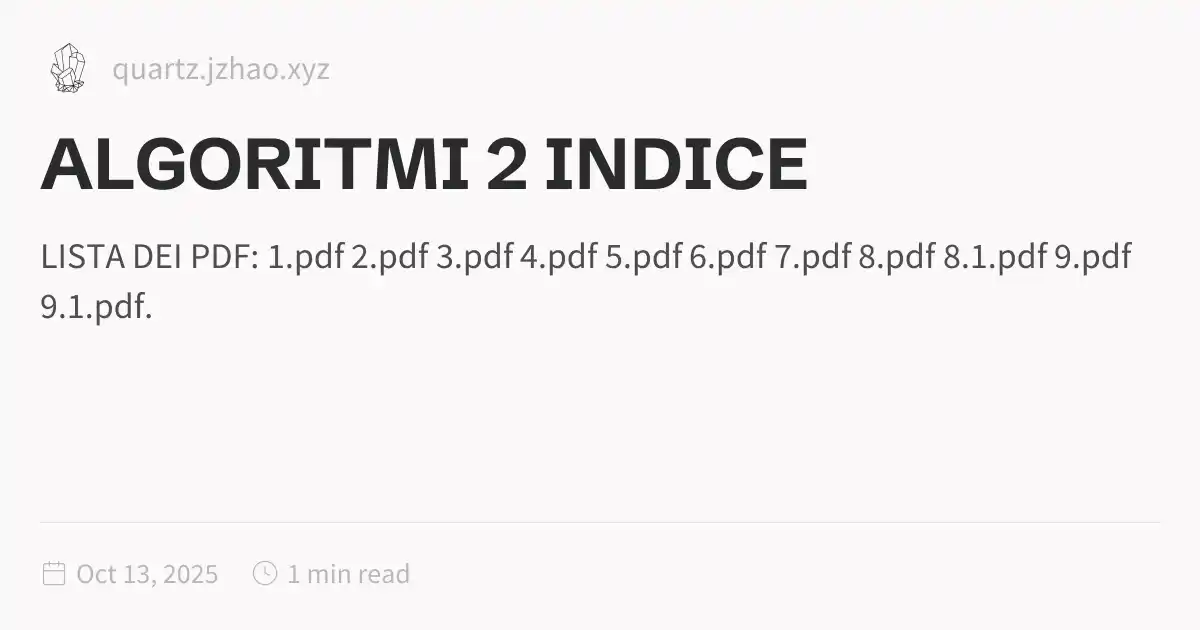 quartz.jzhao.xyz
ALGORITMI 2 INDICE
LISTA DEI PDF: 1.pdf 2.pdf 3.pdf 4.pdf 5.pdf 6.pdf 7.pdf 8.pdf 8.1.pdf 9.pdf
9.1.pdf.
Oct 13, 2025 1 min read